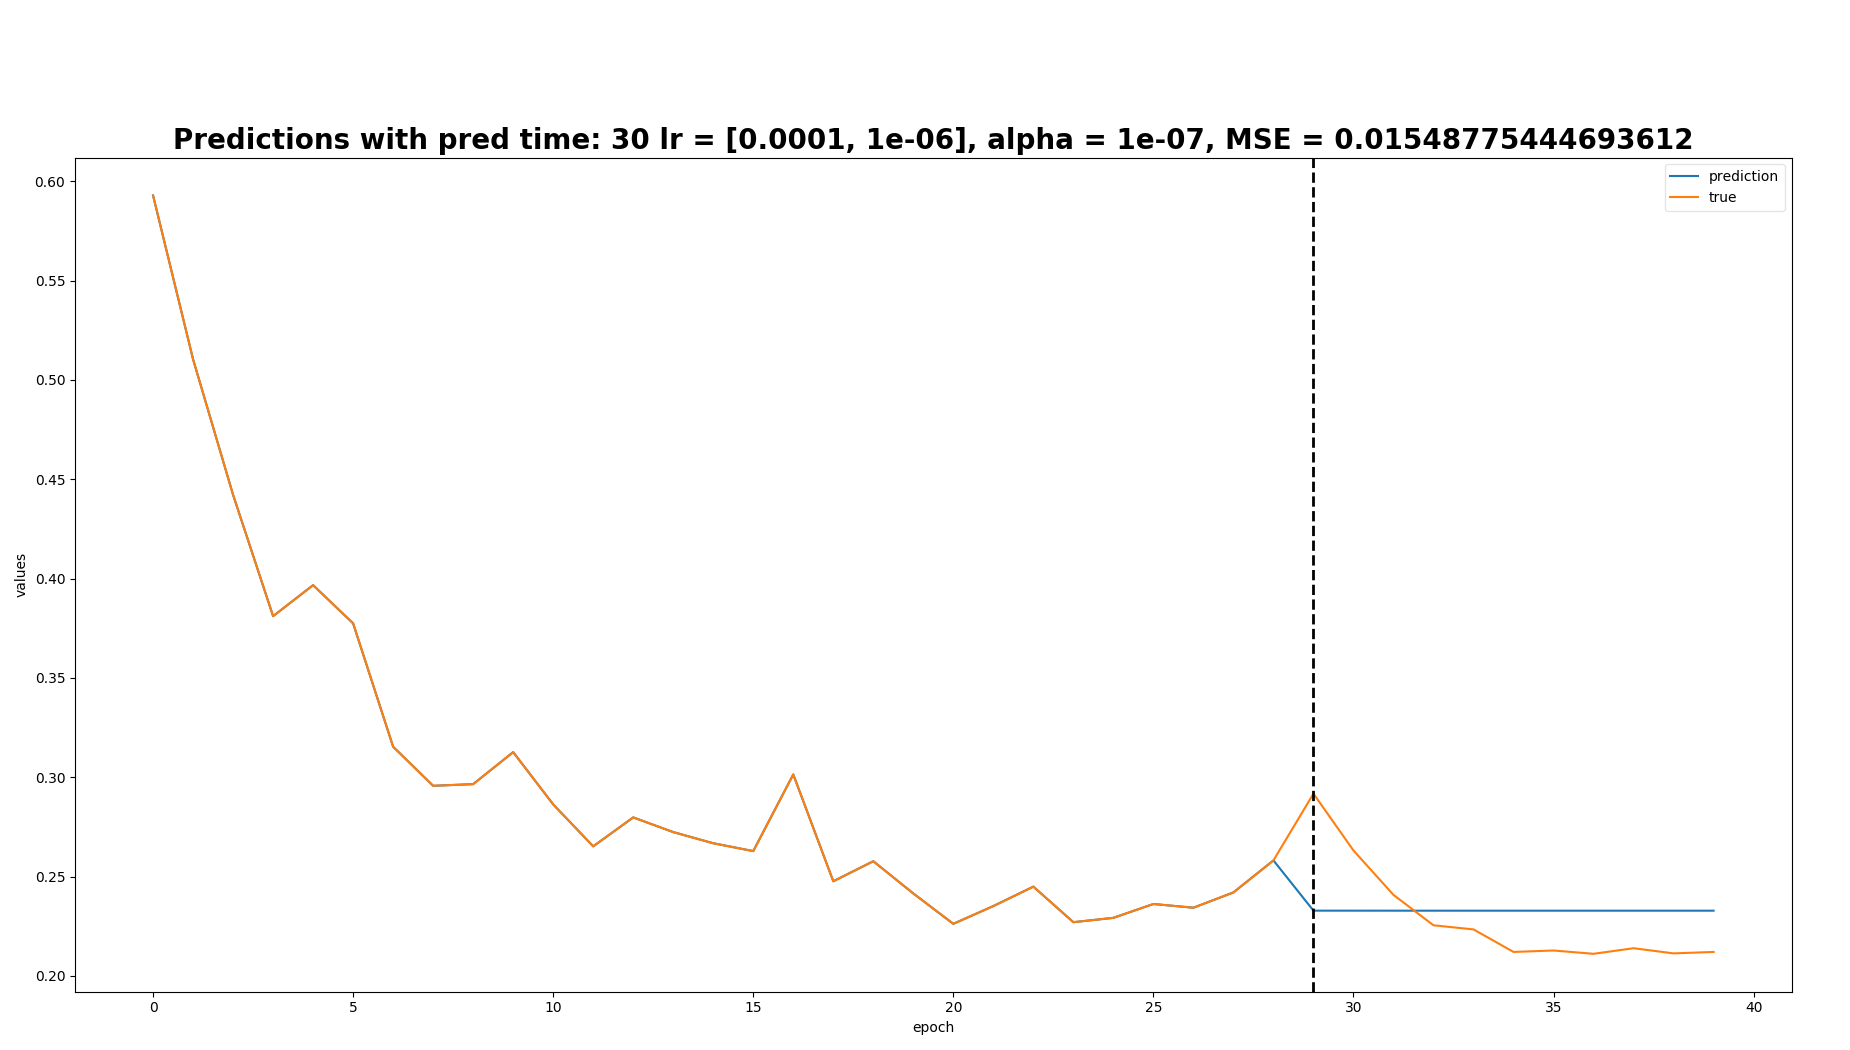 Predictions with pred time: 30 lr = [0.0001, 1e-06], alpha = 1e-07, MSE = 0.01548775444693612
prediction
true
values
0.60
0.55
0.50
0.45
0.40
0.35
0.30
0.25
0.20
0 5 10 15 20 25 30 35 40
epoch